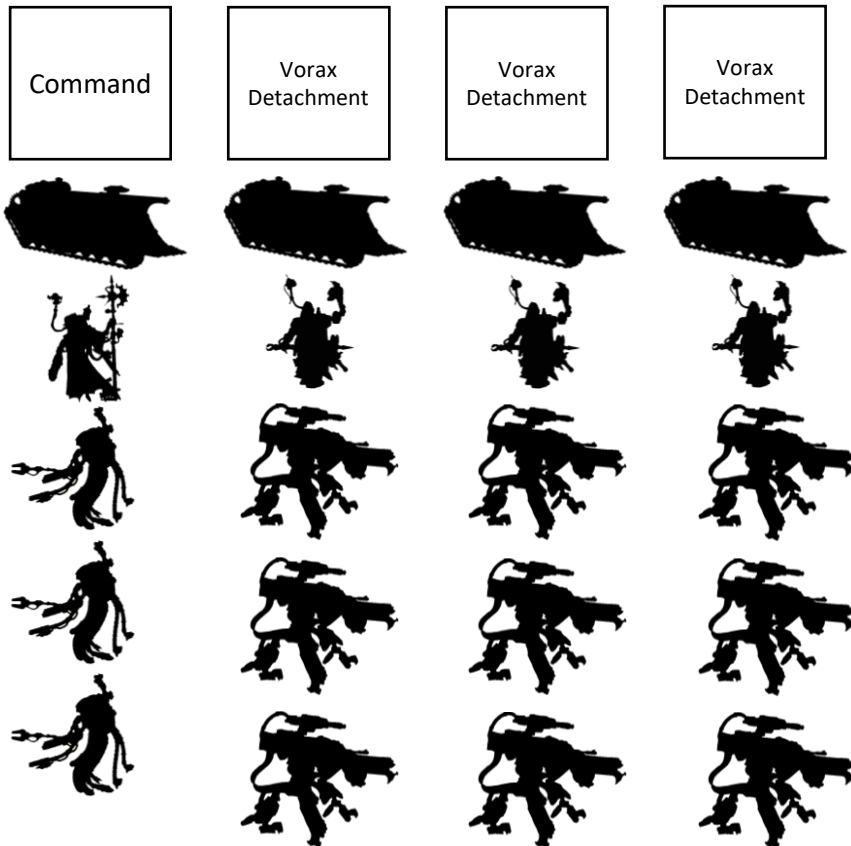 Command
Vorax
Detachment
Vorax
Detachment
Vorax
Detachment